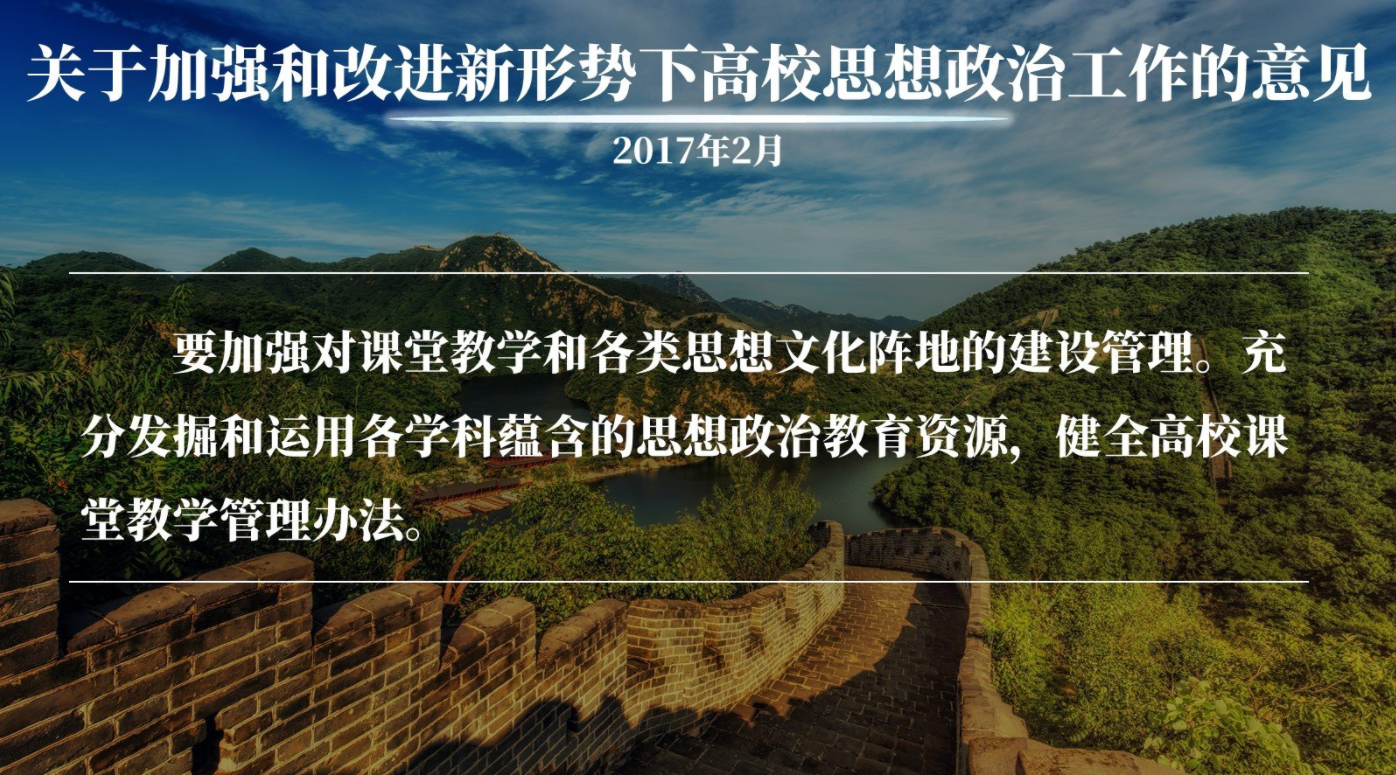 关于加强和改进新形势下高校思想政治工作的意见
2017年2月
要加强对课堂教学和各类思想文化阵地的建设管理。充
分发掘和运用各学科蕴含的思想政治教育资源，健全高校课
堂教学管理办法。